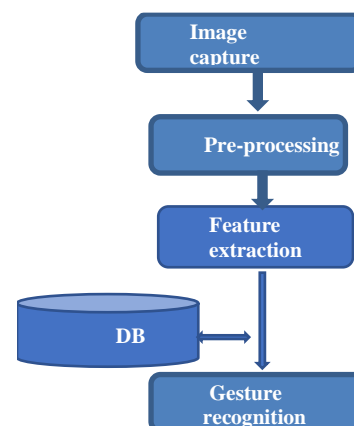 Image
capture
Pre-processing
Feature
extraction
DB
Gesture
recognition